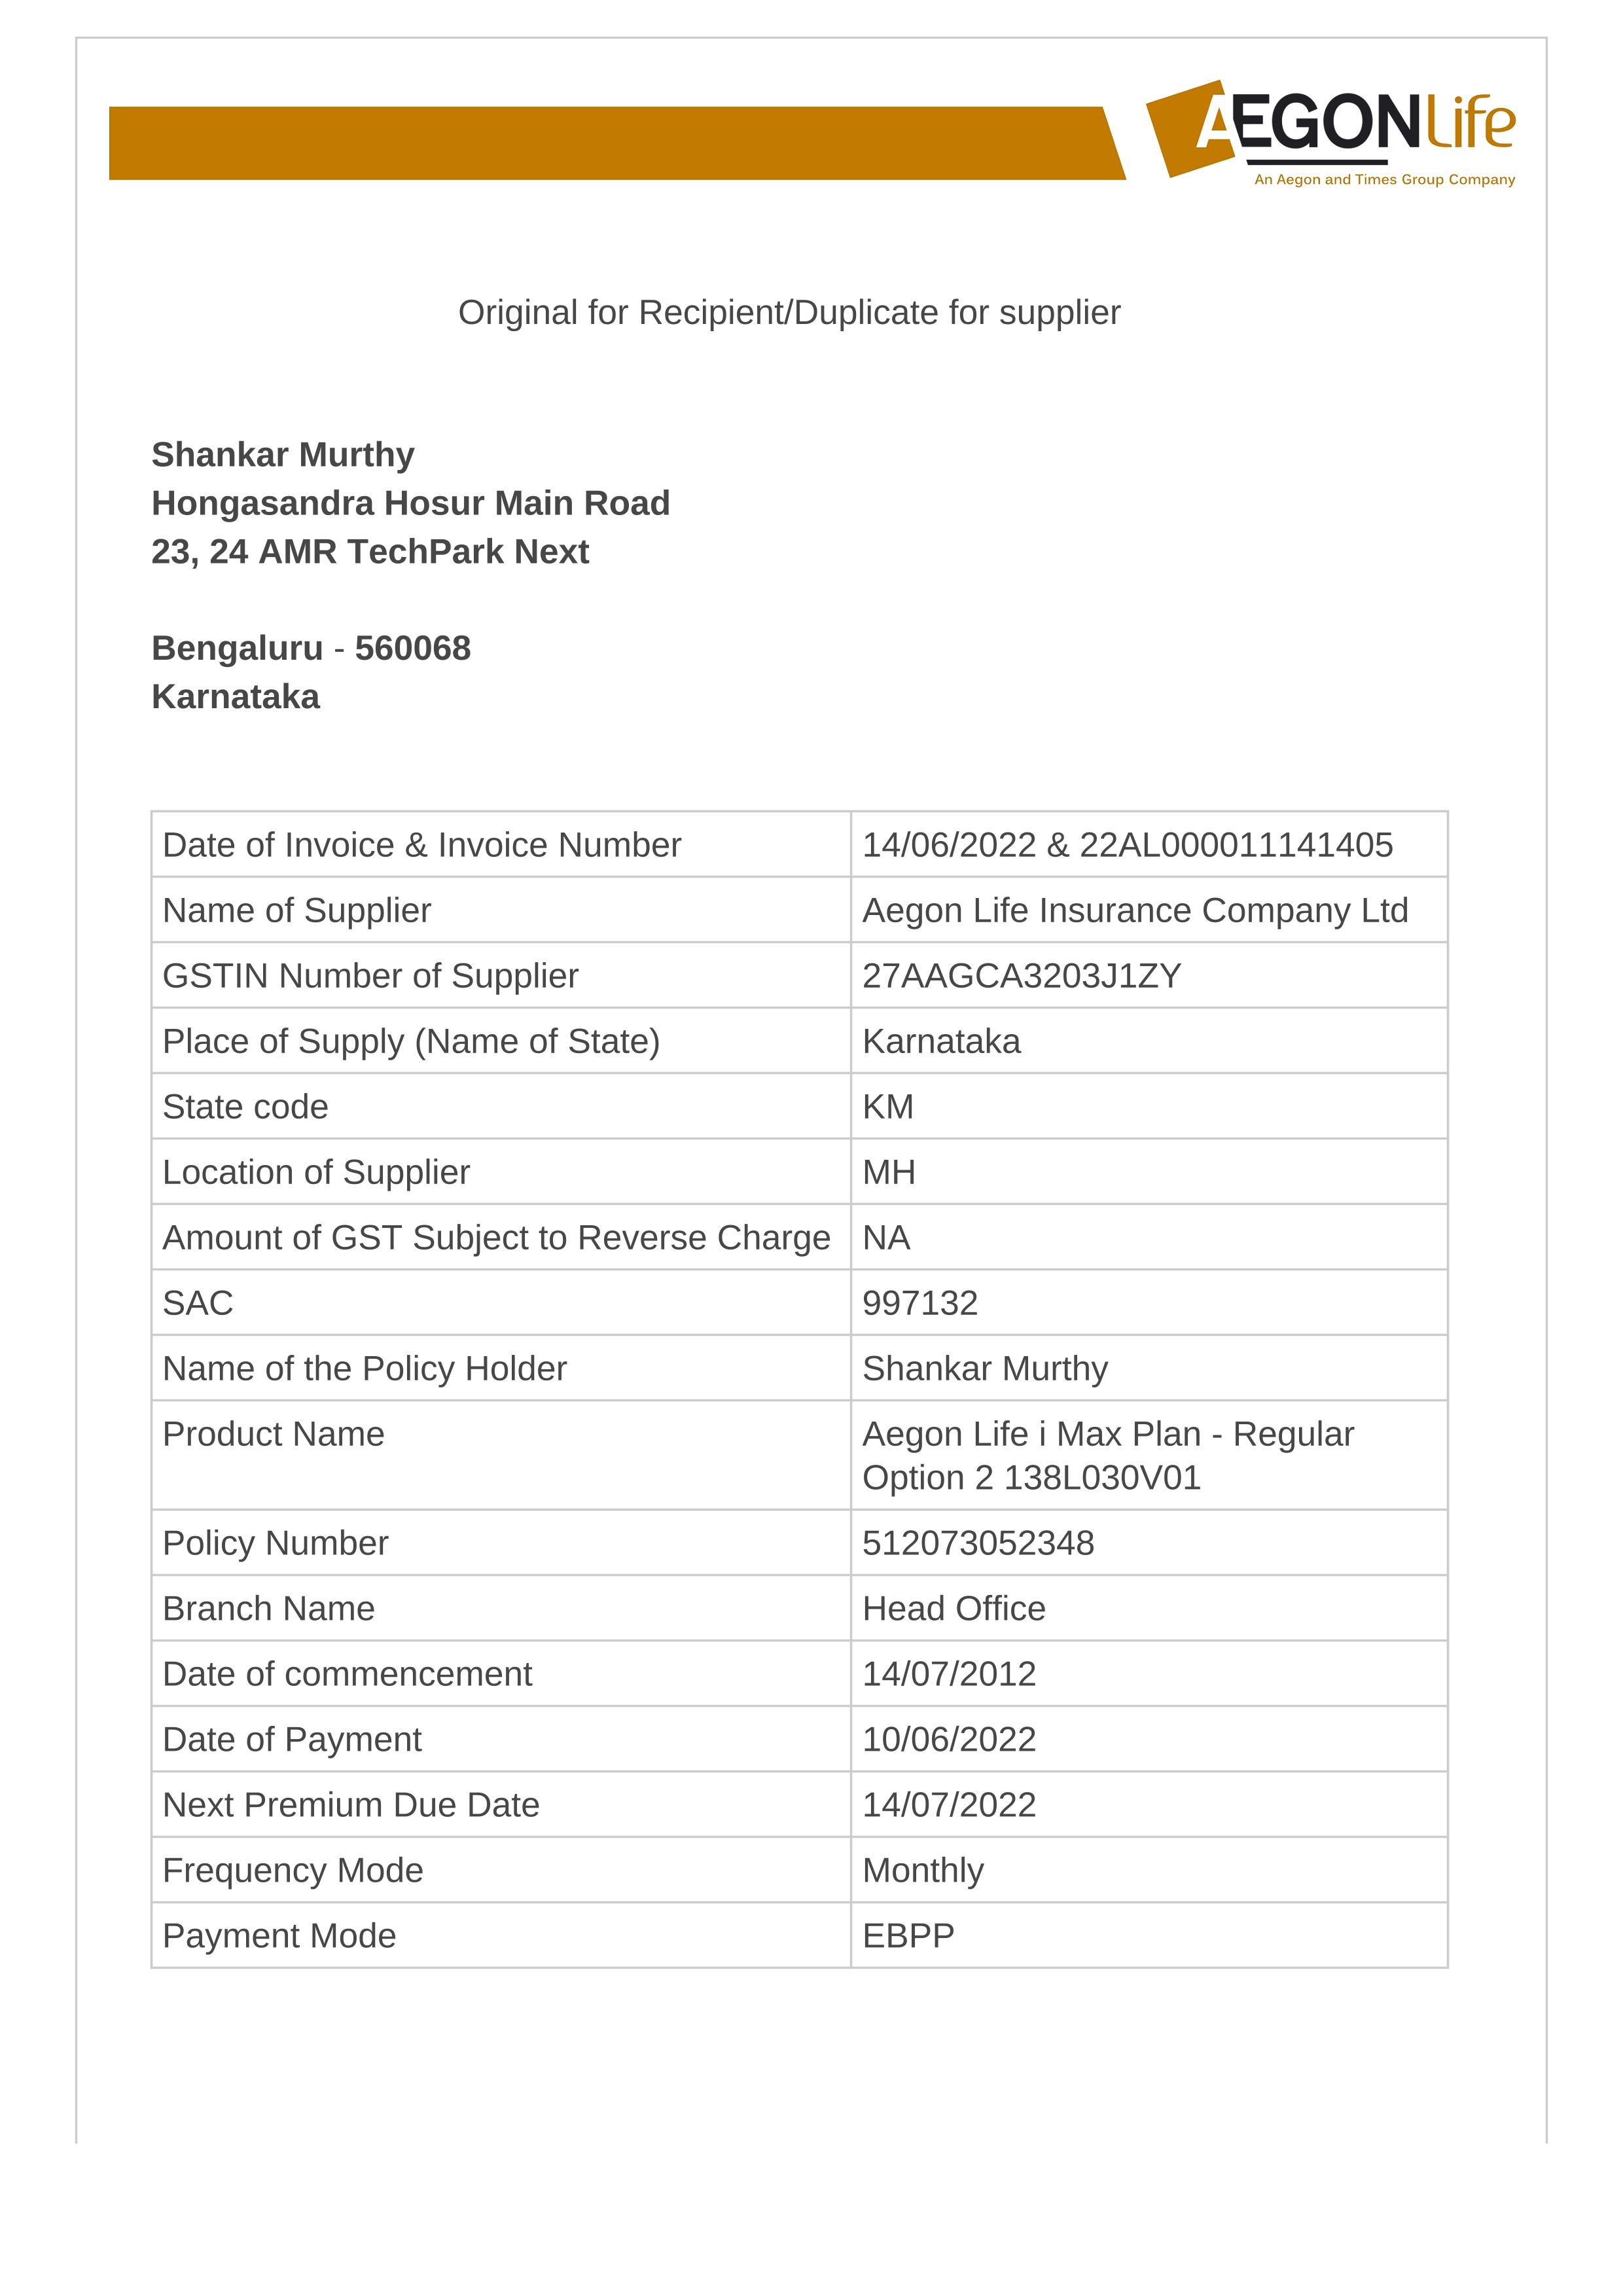 AEGONLife
An Aegon and Times Group Company
Original for Recipient/Duplicate for supplier
Shankar Murthy
Hongasandra Hosur Main Road
23, 24 AMR TechPark Next
Bengaluru - 560068
Karnataka
Date of Invoice & Invoice Number 14/06/2022 & 22AL000011141405
Name of Supplier Aegon Life Insurance Company Ltd
GSTIN Number of Supplier 27AAGCA3203J1ZY
Place of Supply (Name of State) Karnataka
State code KM
Location of Supplier MH
Amount of GST Subject to Reverse Charge NA
SAC 997132
Name of the Policy Holder Shankar Murthy
Product Name Aegon Life i Max Plan - Regular
Option 2 138L030V01
Policy Number 512073052348
Branch Name Head Office
Date of commencement 14/07/2012
Date of Payment 10/06/2022
Next Premium Due Date 14/07/2022
Frequency Mode Monthly
Payment Mode EBPP